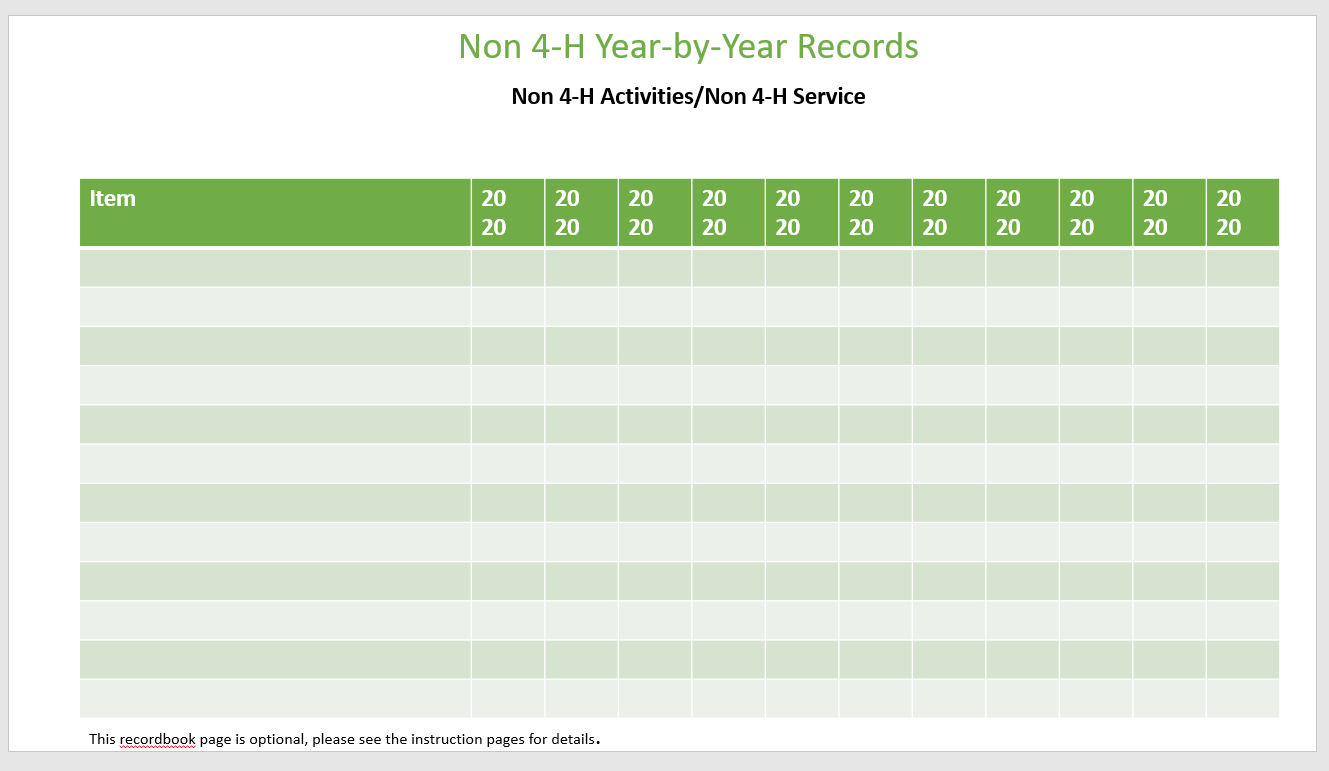 Non 4-H Year-by-Year Records
Non 4-H Activities/Non 4-H Service
Item 20 20 20 20 20 20 20 20 20 20 20
20 20 20 20 20 20 20 20 20 20 20
This recordbook page is optional, please see the instruction pages for details.